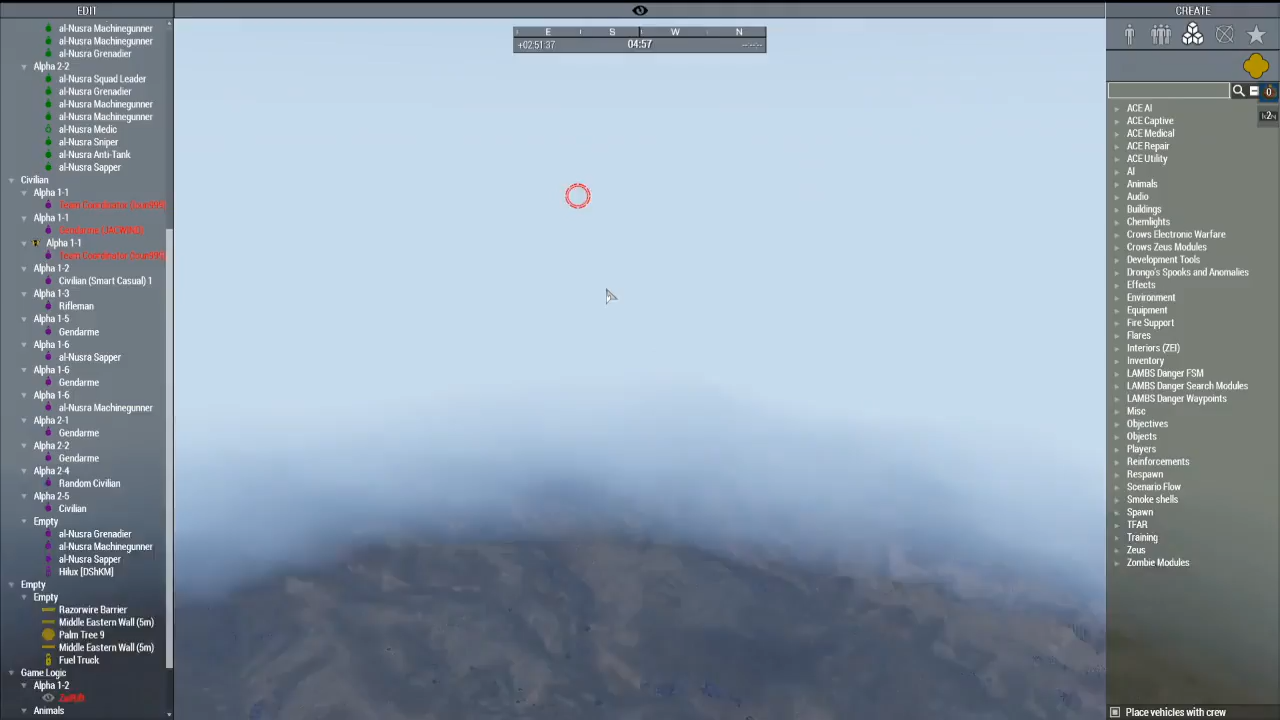 EDIT
al-Nusra Machinegunner
al-Nusra Machinegunner
al-Nusra Grenadier
Alpha 2-2
al-Nusra Squad Leader
al-Nusra Grenadier
al-Nusra Machinegunner
al-Nusra Machinegunner
al-Nusra Medic
al-Nusra Sniper
al-Nusra Anti-Tank
al-Nusra Sapper
Civilian
Alpha 1-1
Team Coordinator
Alpha 1-1
Gendarme (JACWIND)
Alpha 1-1
Team Coordinator
Alpha 1-2
Civilian (Smart Casual) 1
Alpha 1-3
Rifleman
Alpha 1-5
Gendarme
Alpha 1-6
al-Nusra Sapper
Alpha 1-6
Gendarme
Alpha 1-6
al-Nusra Machinegunner
Alpha 2-1
Gendarme
Alpha 2-2
Gendarme
Alpha 2-4
Random Civilian
Alpha 2-5
Civilian
Empty
al-Nusra Grenadier
al-Nusra Machinegunner
al-Nusra Sapper
Hilux [DShKM]
Empty
Empty
Razorwire Barrier
Middle Eastern Wall (5m)
Palm Tree 9
Middle Eastern Wall (5m)
Fuel Truck
Game Logic
Alpha 1-2
Animals
E S W N
+02:51:37 04:57 --:--
CREATE
0
ACE AI
ACE Captive
ACE Medical
ACE Repair
ACE Utility
AI
Animals
Audio
Buildings
Chemlights
Crows Electronic Warfare
Crows Zeus Modules
Development Tools
Drongo's Spooks and Anomalies
Effects
Environment
Equipment
Fire Support
Flares
Interiors (ZEI)
Inventory
LAMBS Danger FSM
LAMBS Danger Search Modules
LAMBS Danger Waypoints
Misc
Objectives
Objects
Players
Reinforcements
Respawn
Scenario Flow
Smoke shells
Spawn
TFAR
Training
Zeus
Zombie Modules
Place vehicles with crew